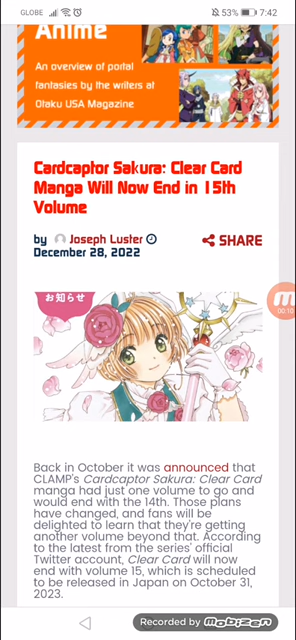 GLOBE 53% 7:42
Anime
An overview of portal
fantasies by the writers at
Otaku USA Magazine
Cardcaptor Sakura: Clear Card
Manga Will Now End in 15th
Volume
by Joseph Luster
December 28, 2022
SHARE
お知らせ
00:10
Back in October it was announced that
CLAMP's Cardcaptor Sakura: Clear Card
manga had just one volume to go and
would end with the 14th. Those plans
have changed, and fans will be
delighted to learn that they're getting
another volume beyond that. According
to the latest from the series' official
Twitter account, Clear Card will now
end with volume 15, which is scheduled
to be released in Japan on October 31,
2023.
Recorded by mobizen